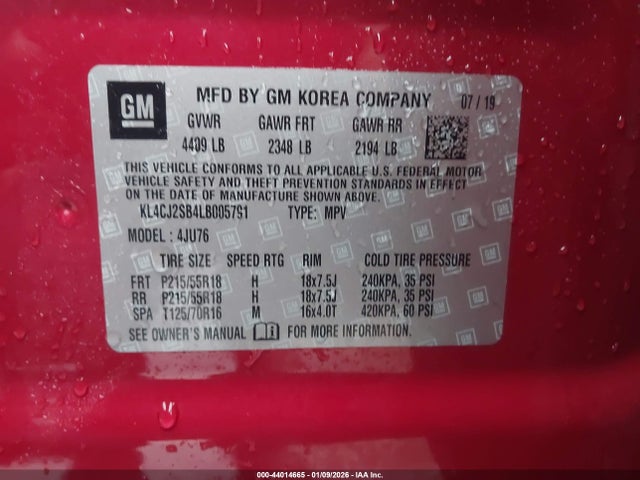 GM
MFD BY GM KOREA COMPANY 07 / 19
GVWR GAWR FRT GAWR RR
4409 LB 2348 LB 2194 LB
THIS VEHICLE CONFORMS TO ALL APPLICABLE U.S. FEDERAL MOTOR
VEHICLE SAFETY AND THEFT PREVENTION STANDARDS IN EFFECT
ON THE DATE OF MANUFACTURE SHOWN ABOVE.
KL4CJ2SB4LB005791 TYPE: MPV
MODEL: 4JU76
TIRE SIZE SPEED RTG RIM COLD TIRE PRESSURE
FRT P215/55R18 H 18x7.5J 240KPA, 35 PSI
RR P215/55R18 H 18x7.5J 240KPA, 35 PSI
SPA T125/70R16 M 16x4.0T 420KPA, 60 PSI
SEE OWNER'S MANUAL FOR MORE INFORMATION.
000-44014665 - 01/09/2026 - IAA Inc.